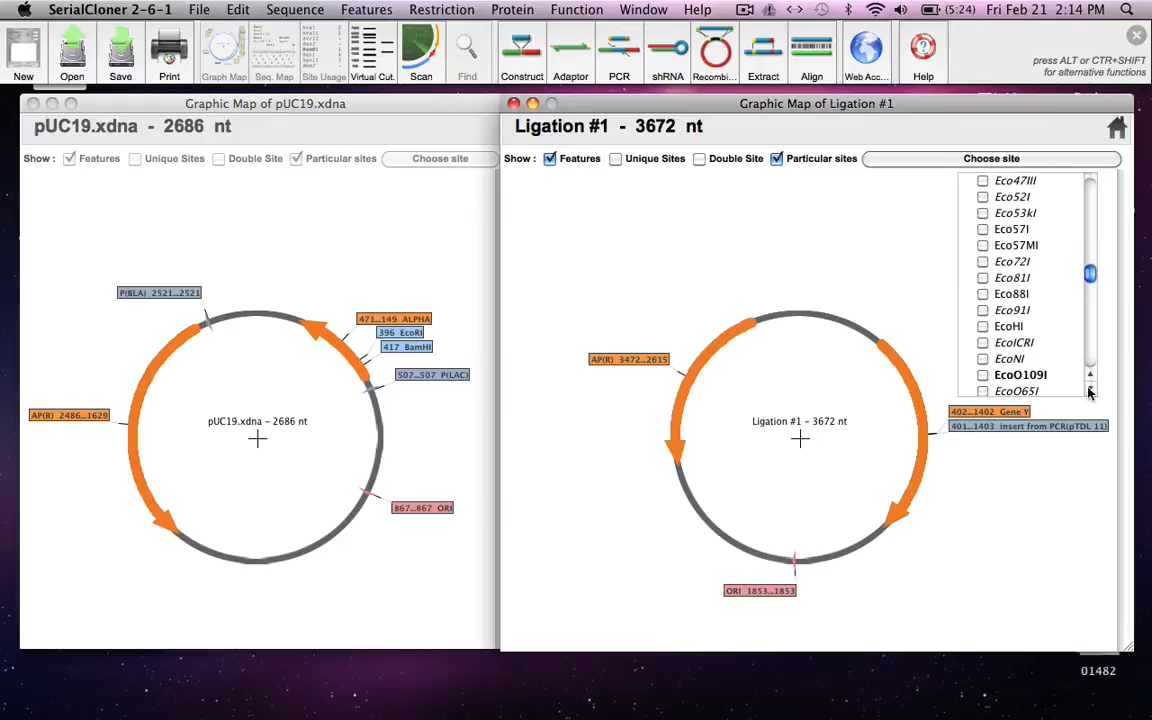 SerialCloner 2-6-1 File Edit Sequence Features Restriction Protein Function Window Help (5:24) Fri Feb 21 2:14 PM
New Open Save Print Graph Map Seq. Map Site Usage Virtual Cut. Scan Find Construct Adaptor PCR shRNA Recombi... Extract Align Web Acc... Help
press ALT or CTR+SHIFT
for alternative functions
Graphic Map of pUC19.xdna
pUC19.xdna - 2686 nt
Show : Features Unique Sites Double Site Particular sites Choose site
P(BLA) 2521...2521
471...149 ALPHA
396 EcoRI
417 BamHI
507...507 P(LAC)
AP(R) 2486...1629
pUC19.xdna - 2686 nt
867...867 ORI
Graphic Map of Ligation #1
Ligation #1 - 3672 nt
Show : Features Unique Sites Double Site Particular sites Choose site
Eco47III
Eco52I
Eco53kI
Eco57I
Eco57MI
Eco72I
Eco81I
Eco88I
Eco91I
EcoHI
EcoICRI
EcoNI
EcoO109I
EcoO65I
AP(R) 3472...2615
402...1402 Gene Y
401...1403 insert from PCR(pTDL 11)
Ligation #1 - 3672 nt
ORI 1853...1853
01482